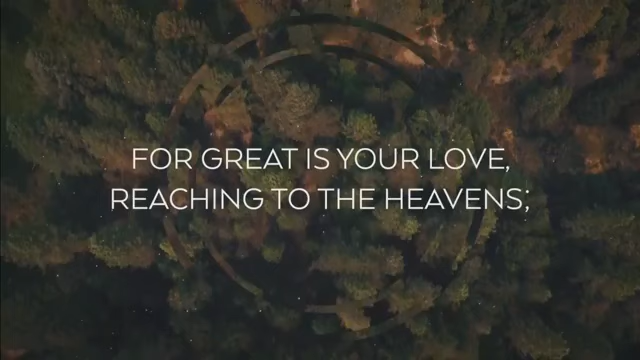 FOR GREAT IS YOUR LOVE,
REACHING TO THE HEAVENS;